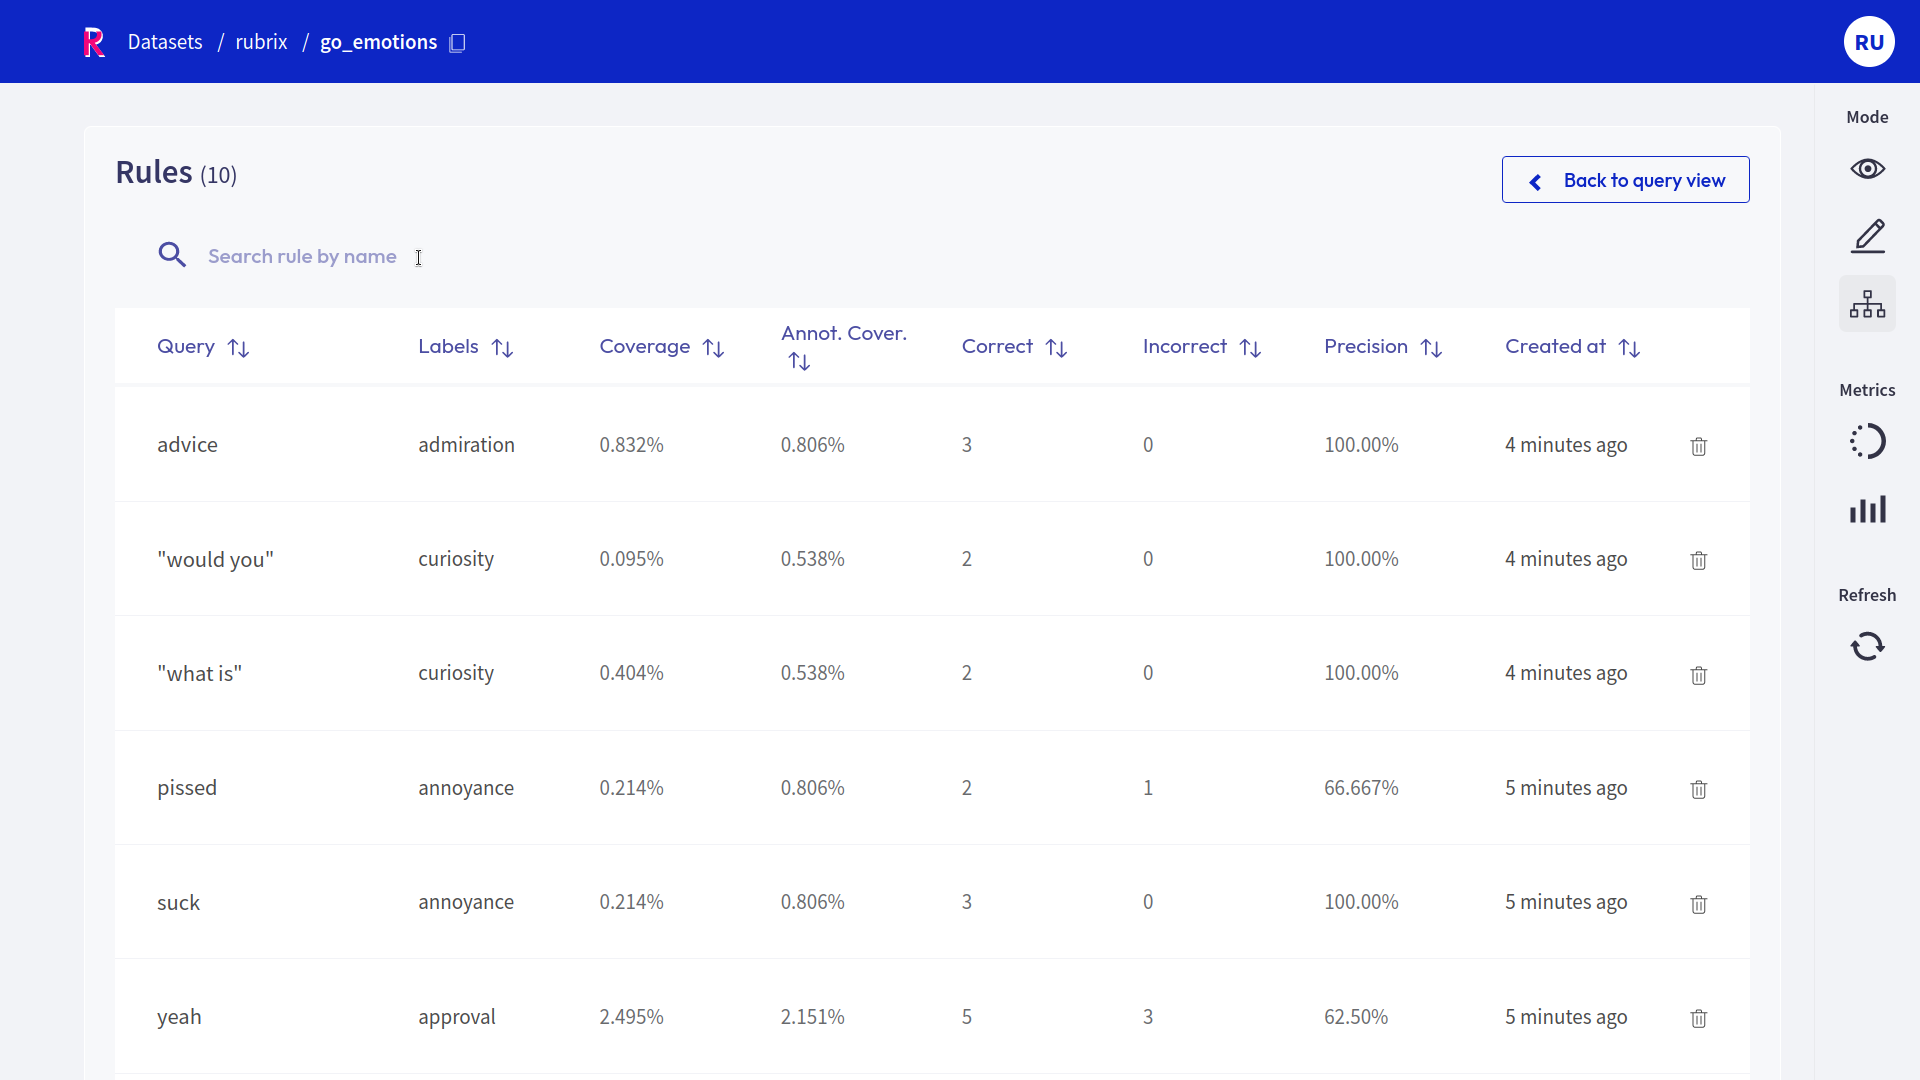 R Datasets / rubrix / go_emotions
RU
Mode
Rules (10)
Back to query view
Search rule by name
Query Labels Coverage Annot. Cover. Correct Incorrect Precision Created at
Metrics
advice admiration 0.832% 0.806% 3 0 100.00% 4 minutes ago
"would you" curiosity 0.095% 0.538% 2 0 100.00% 4 minutes ago
Refresh
"what is" curiosity 0.404% 0.538% 2 0 100.00% 4 minutes ago
pissed annoyance 0.214% 0.806% 2 1 66.667% 5 minutes ago
suck annoyance 0.214% 0.806% 3 0 100.00% 5 minutes ago
yeah approval 2.495% 2.151% 5 3 62.50% 5 minutes ago